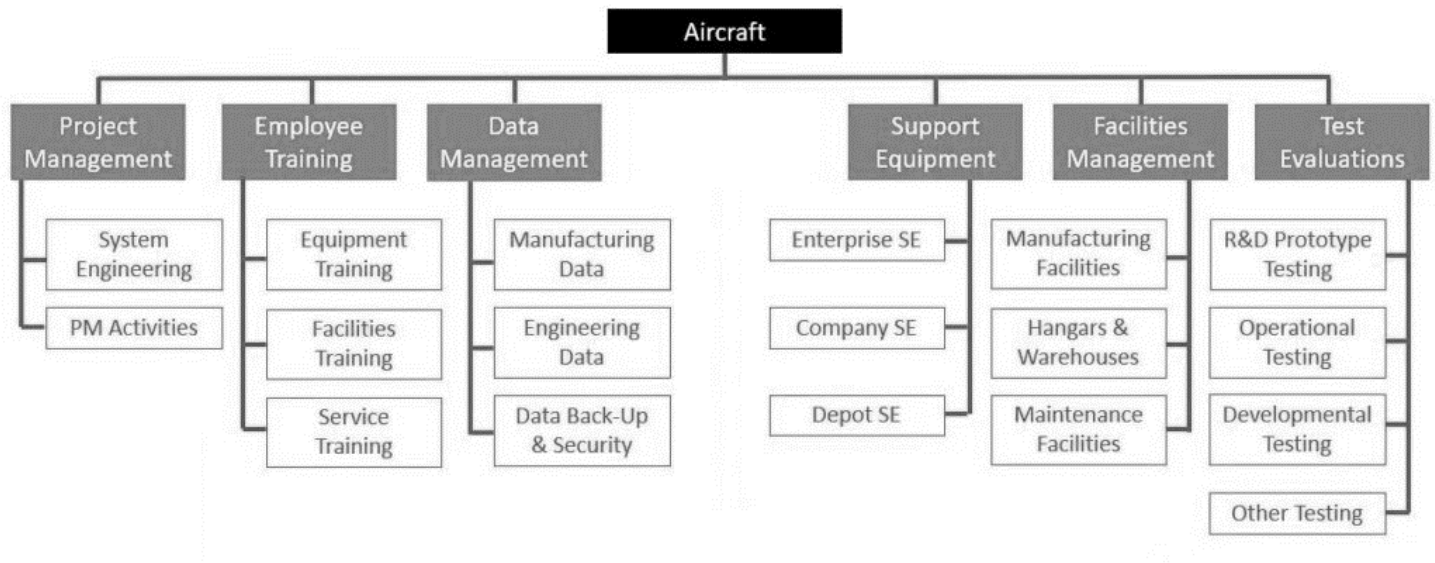 Aircraft
Project
Management
Employee
Training
Data
Management
Support
Equipment
Facilities
Management
Test
Evaluations
System
Engineering
PM Activities
Equipment
Training
Facilities
Training
Service
Training
Manufacturing
Data
Engineering
Data
Data Back-Up
& Security
Enterprise SE
Company SE
Depot SE
Manufacturing
Facilities
Hangars &
Warehouses
Maintenance
Facilities
R&D Prototype
Testing
Operational
Testing
Developmental
Testing
Other Testing